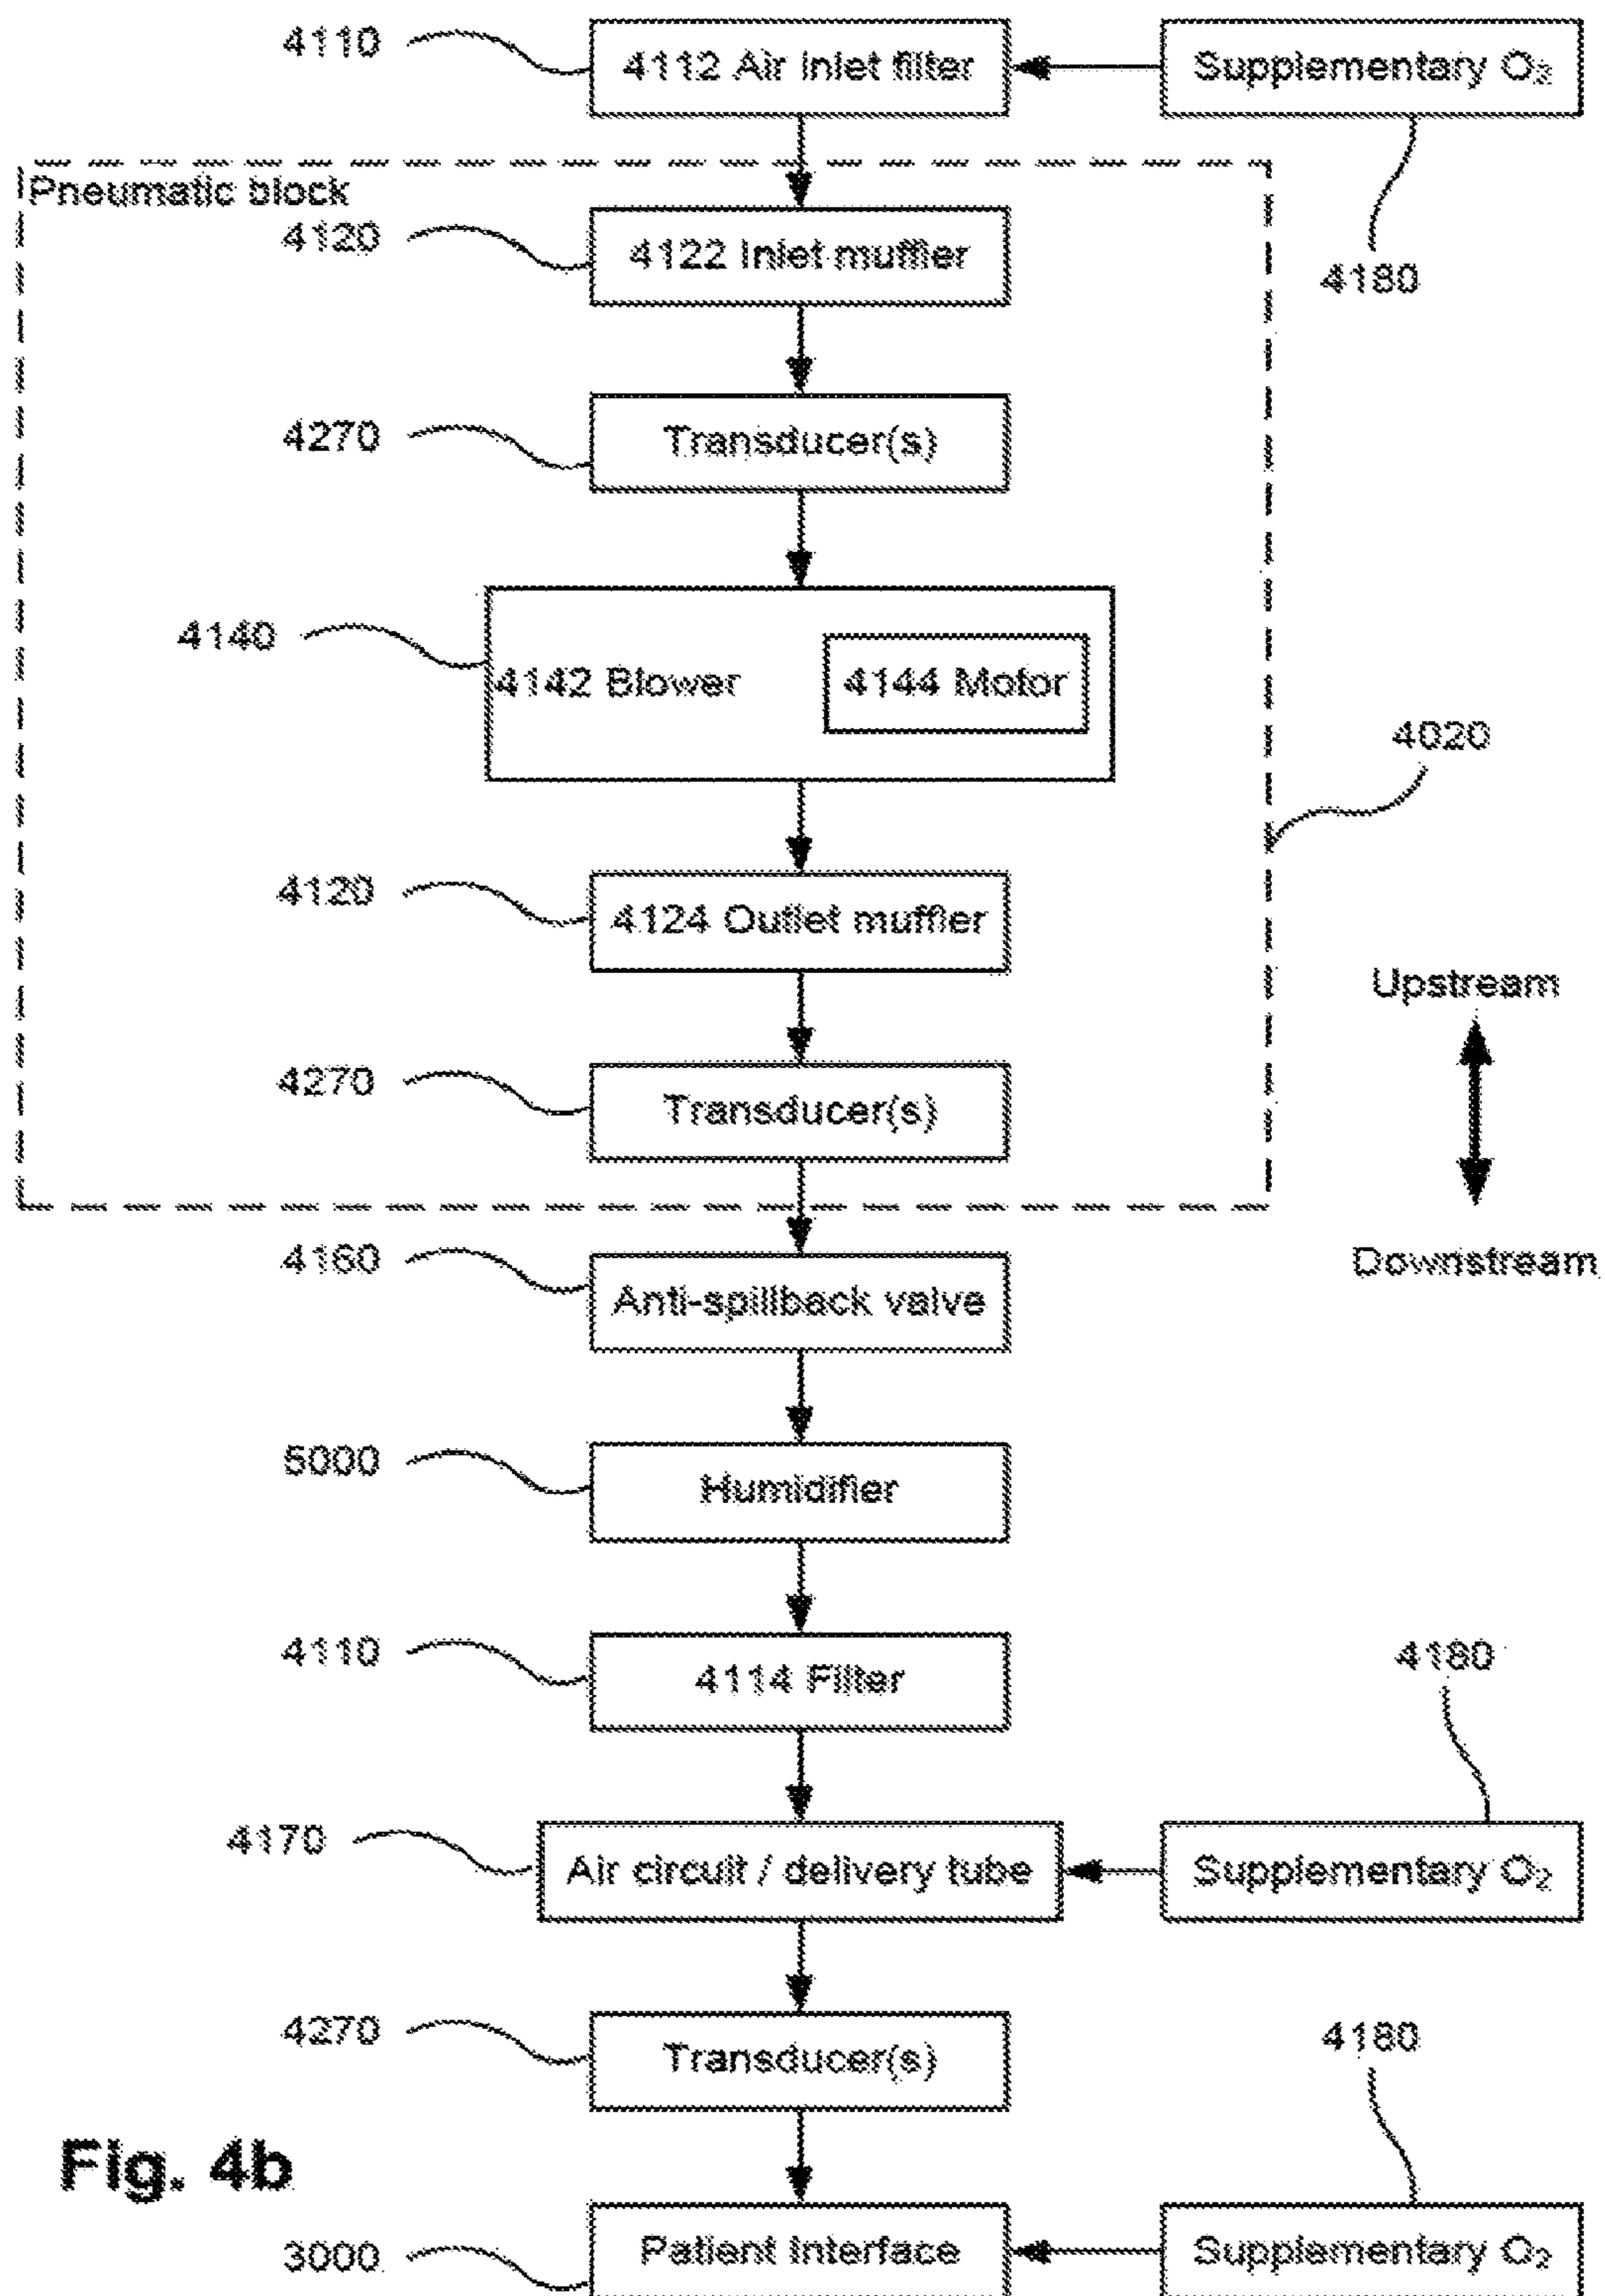 4110
4112 Air inlet filter
Supplementary O₂
4180
Pneumatic block
4120
4122 Inlet muffler
4270
Transducer(s)
4140
4142 Blower
4144 Motor
4020
4120
4124 Outlet muffler
Upstream
4270
Transducer(s)
Downstream
4160
Anti-spillback valve
5000
Humidifier
4110
4114 Filter
4180
4170
Air circuit / delivery tube
Supplementary O₂
4270
Transducer(s)
4180
Fig. 4b
3000
Patient Interface
Supplementary O₂